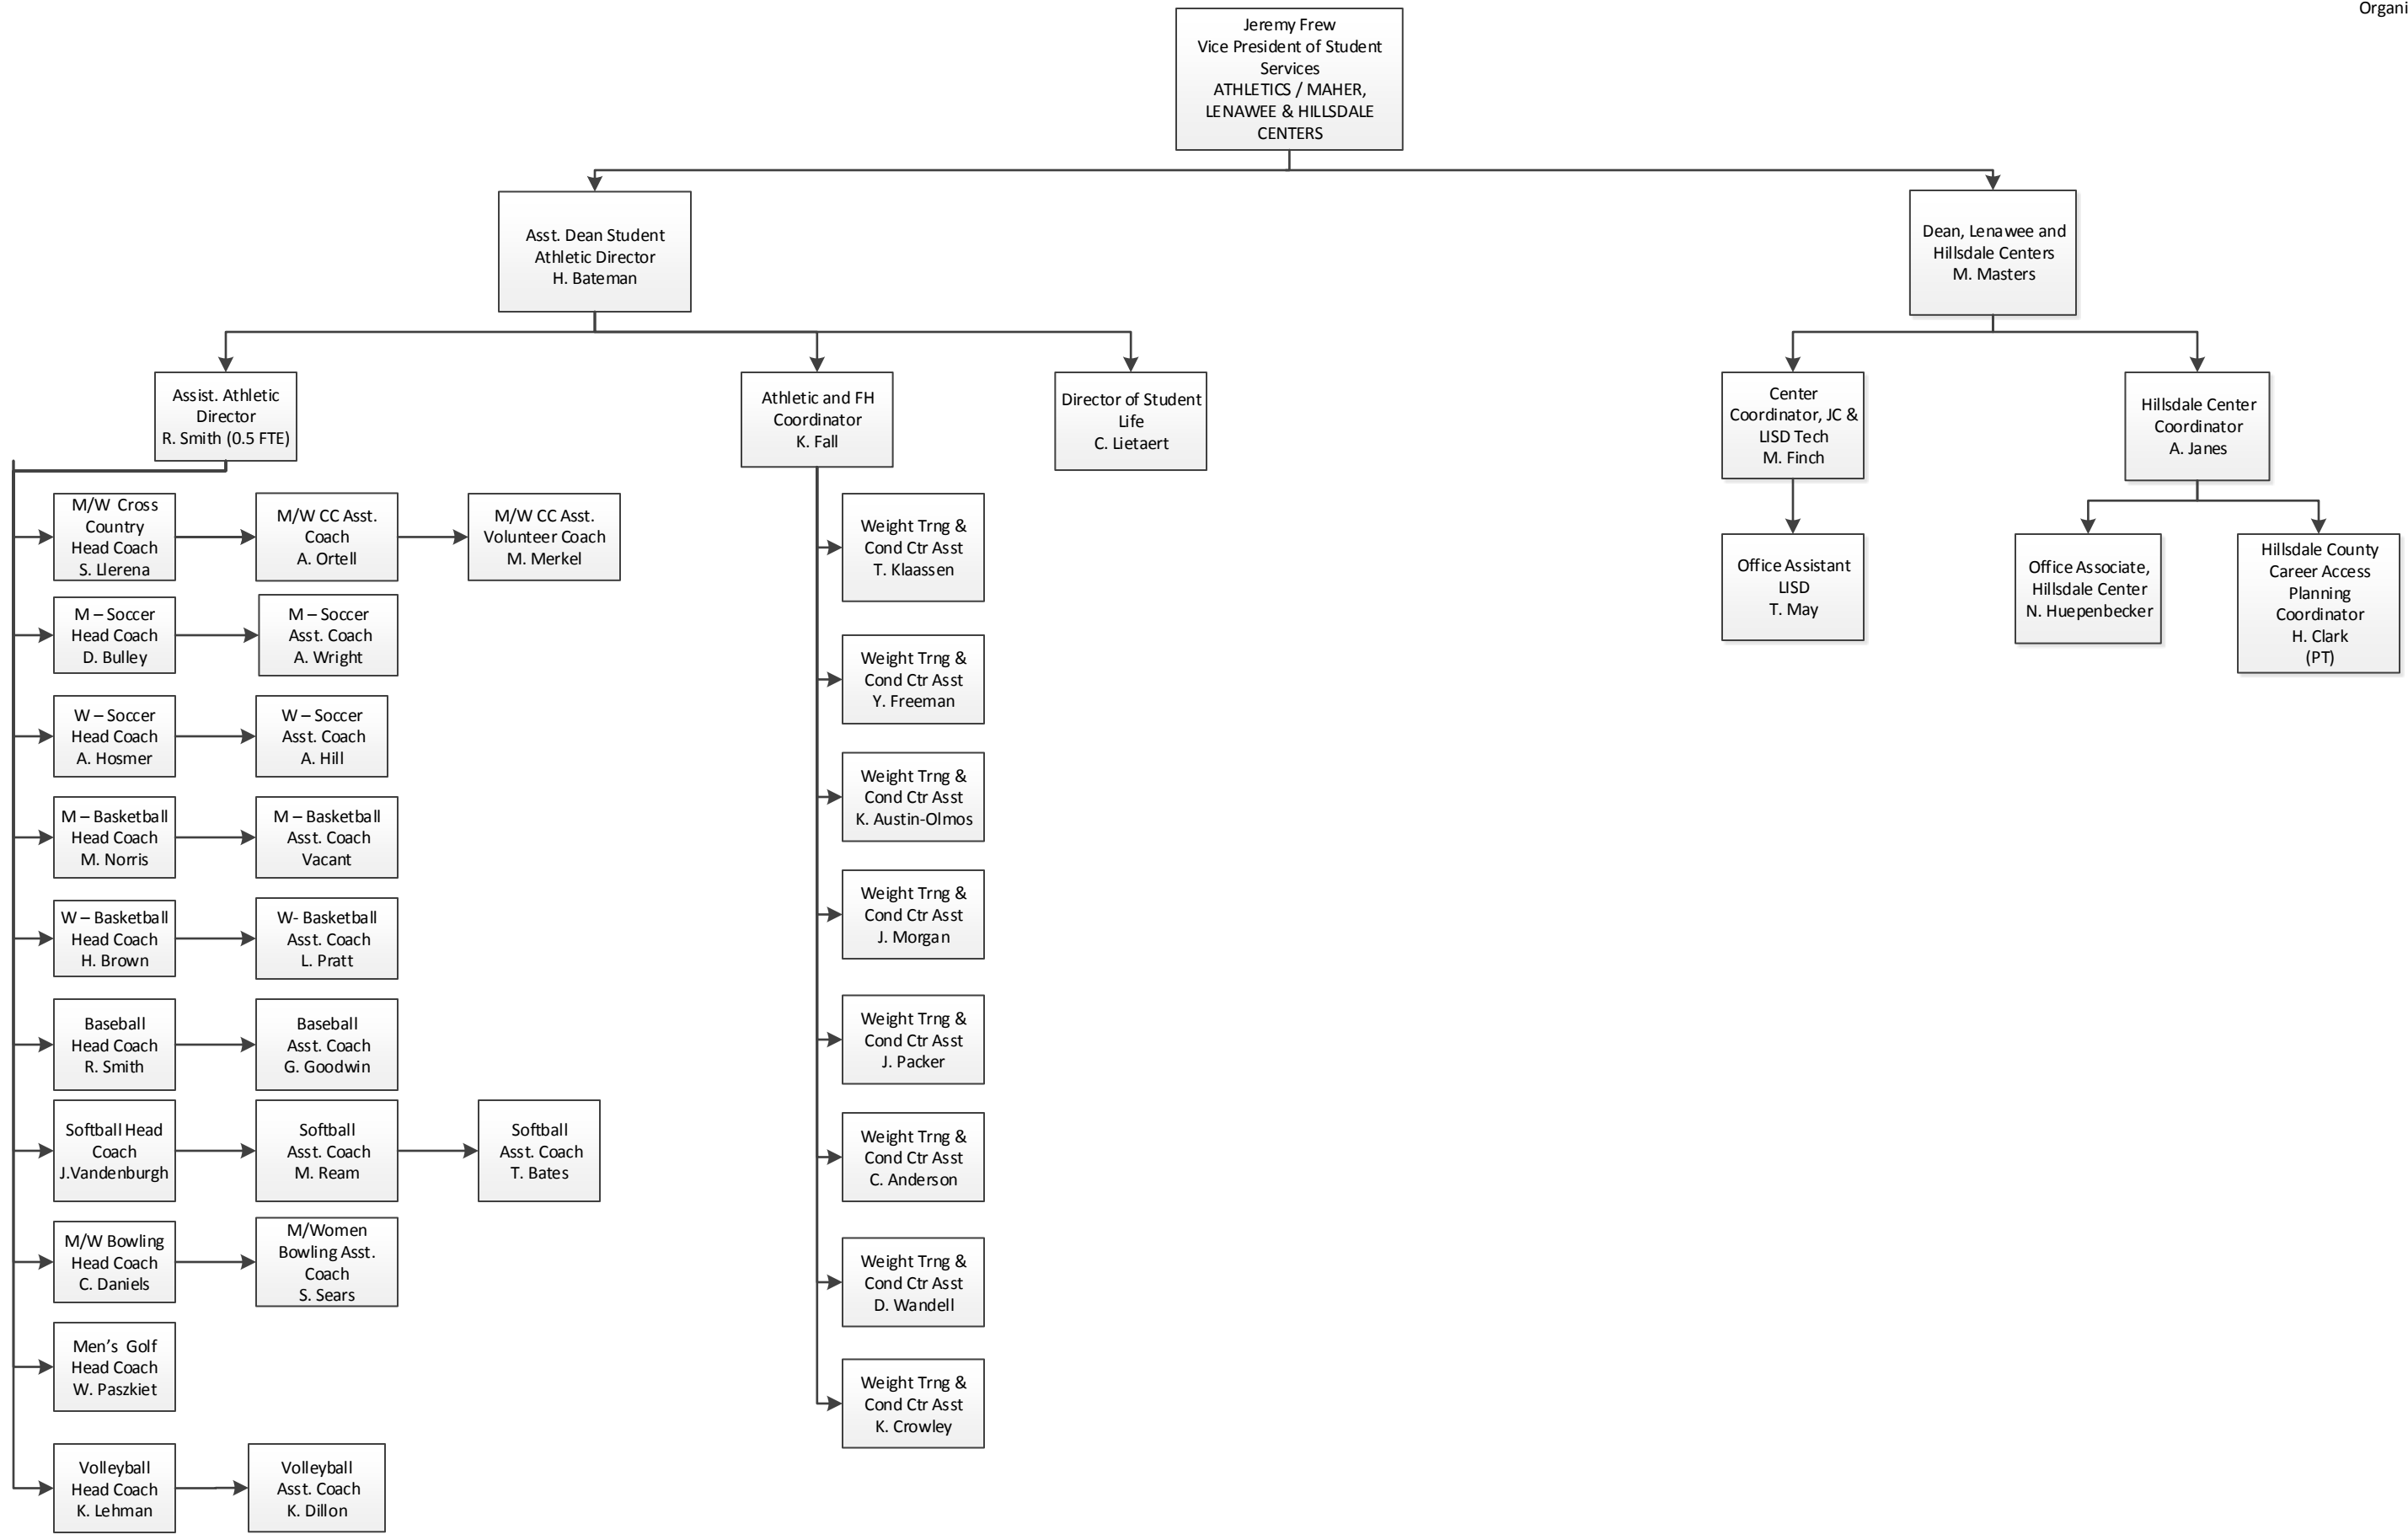 Organi
Jeremy Frew
Vice President of Student
Services
ATHLETICS / MAHER,
LENAWEE & HILLSDALE
CENTERS
Asst. Dean Student
Athletic Director
H. Bateman
Dean, Lenawee and
Hillsdale Centers
M. Masters
Assist. Athletic
Director
R. Smith (0.5 FTE)
Athletic and FH
Coordinator
K. Fall
Director of Student
Life
C. Lietaert
Center
Coordinator, JC &
LISD Tech
M. Finch
Hillsdale Center
Coordinator
A. Janes
M/W  Cross
Country
Head Coach
S. Llerena
M/W CC Asst.
Coach
A. Ortell
M/W CC Asst.
Volunteer Coach
M. Merkel
Weight Trng &
Cond Ctr Asst
T. Klaassen
Office Assistant
LISD
T. May
Office Associate,
Hillsdale Center
N. Huepenbecker
Hillsdale County
Career Access
Planning
Coordinator
H. Clark
(PT)
M – Soccer
Head Coach
D. Bulley
M – Soccer
Asst. Coach
A. Wright
Weight Trng &
Cond Ctr Asst
Y. Freeman
W – Soccer
Head Coach
A. Hosmer
W – Soccer
Asst. Coach
A. Hill
Weight Trng &
Cond Ctr Asst
K. Austin-Olmos
M – Basketball
Head Coach
M. Norris
M – Basketball
Asst. Coach
Vacant
Weight Trng &
Cond Ctr Asst
J. Morgan
W – Basketball
Head Coach
H. Brown
W- Basketball
Asst. Coach
L. Pratt
Weight Trng &
Cond Ctr Asst
J. Packer
Baseball
Head Coach
R. Smith
Baseball
Asst. Coach
G. Goodwin
Softball Head
Coach
J.Vandenburgh
Softball
Asst. Coach
M. Ream
Softball
Asst. Coach
T. Bates
Weight Trng &
Cond Ctr Asst
C. Anderson
M/W Bowling
Head Coach
C. Daniels
M/Women
Bowling Asst.
Coach
S. Sears
Weight Trng &
Cond Ctr Asst
D. Wandell
Men’s  Golf
Head Coach
W. Paszkiet
Weight Trng &
Cond Ctr Asst
K. Crowley
Volleyball
Head Coach
K. Lehman
Volleyball
Asst. Coach
K. Dillon